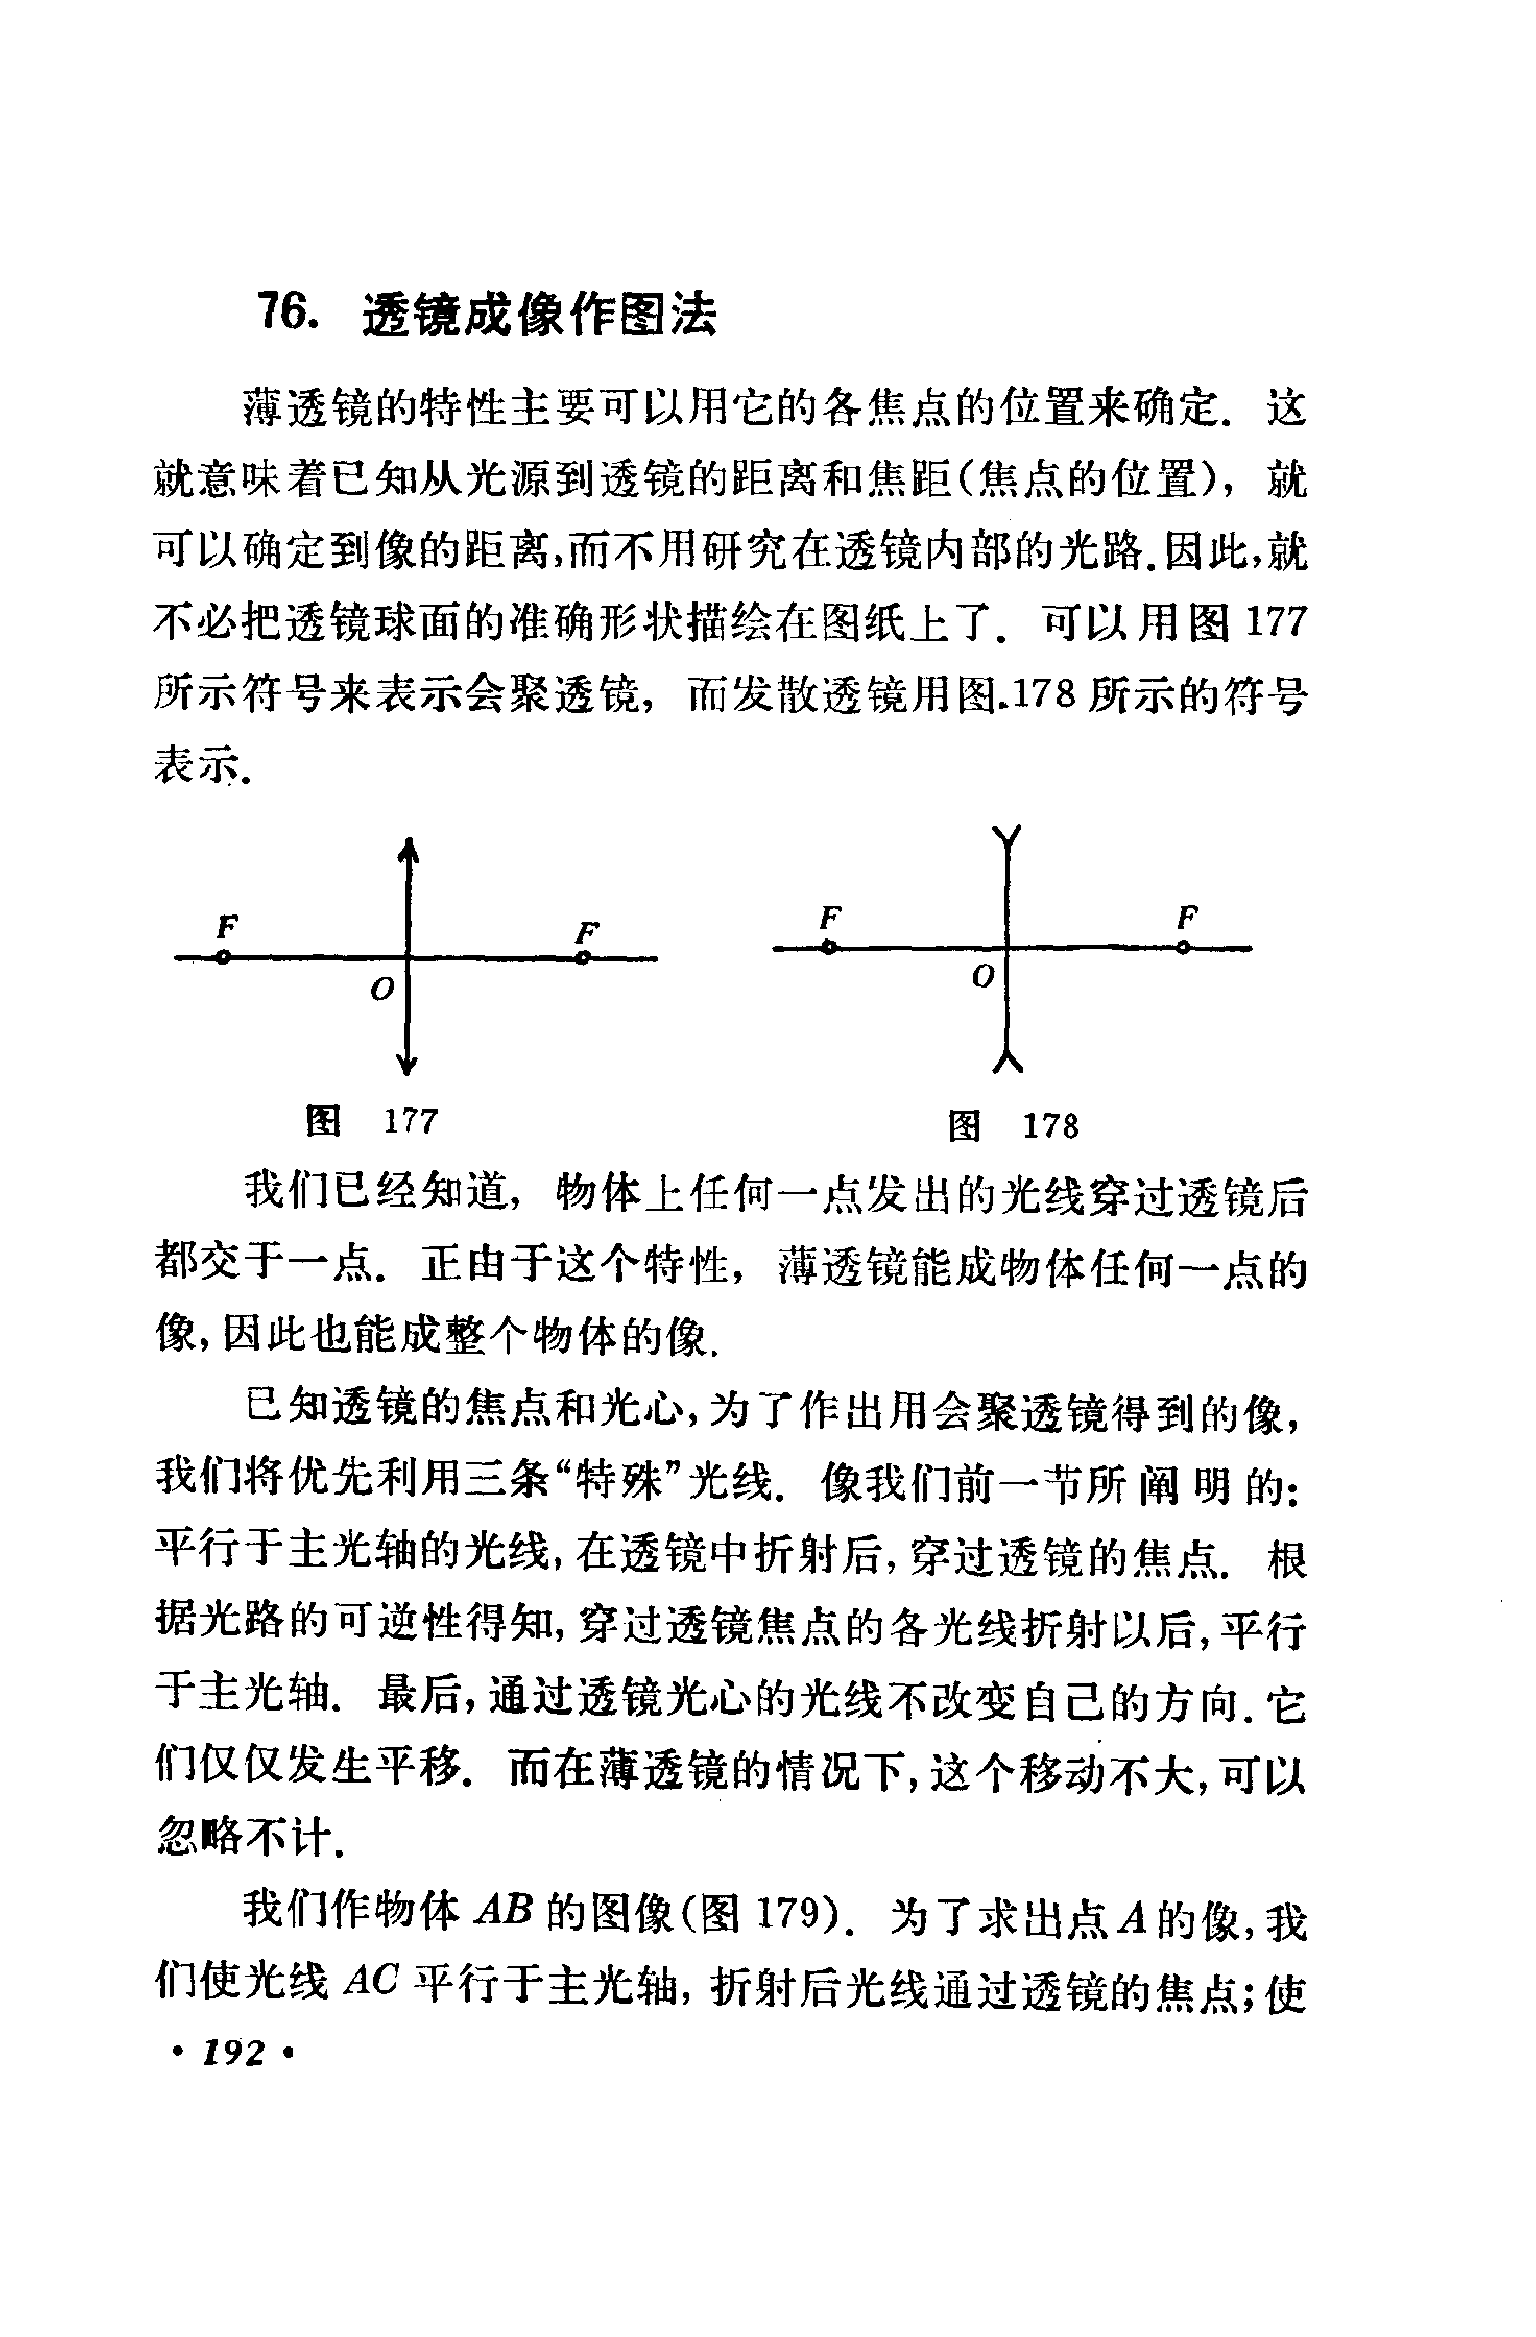 76. 透镜成像作图法
薄透镜的特性主要可以用它的各焦点的位置来确定. 这
就意味着已知从光源到透镜的距离和焦距(焦点的位置), 就
可以确定到像的距离,而不用研究在透镜内部的光路.因此,就
不必把透镜球面的准确形状描绘在图纸上了. 可以用图 177
所示符号来表示会聚透镜, 而发散透镜用图.178 所示的符号
表示.
F
F
O
F
F
O
图 177
图 178
我们已经知道, 物体上任何一点发出的光线穿过透镜后
都交于一点. 正由于这个特性, 薄透镜能成物体任何一点的
像,因此也能成整个物体的像.
已知透镜的焦点和光心,为了作出用会聚透镜得到的像,
我们将优先利用三条“特殊”光线. 像我们前一节所阐明的:
平行于主光轴的光线,在透镜中折射后,穿过透镜的焦点. 根
据光路的可逆性得知,穿过透镜焦点的各光线折射以后,平行
于主光轴. 最后,通过透镜光心的光线不改变自己的方向.它
们仅仅发生平移. 而在薄透镜的情况下,这个移动不大,可以
忽略不计.
我们作物体 AB 的图像(图 179). 为了求出点 A 的像,我
们使光线 AC 平行于主光轴, 折射后光线通过透镜的焦点;使
· 192 ·